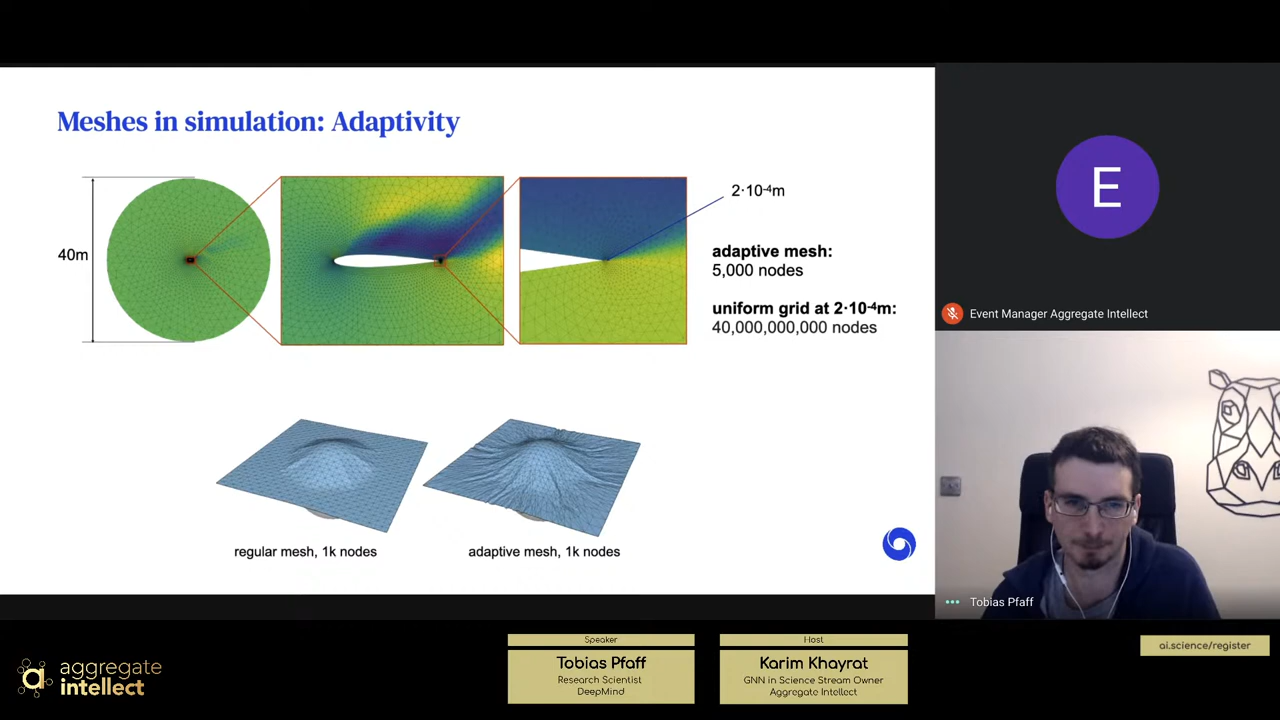 Meshes in simulation: Adaptivity
40m
2·10⁻⁴m
adaptive mesh:
5,000 nodes
uniform grid at 2·10⁻⁴m:
40,000,000,000 nodes
regular mesh, 1k nodes
adaptive mesh, 1k nodes
E
Event Manager Aggregate Intellect
Tobias Pfaff
ai
aggregate
intellect
Speaker
Tobias Pfaff
Research Scientist
DeepMind
Host
Karim Khayrat
GNN in Science Stream Owner
Aggregate Intellect
ai.science/register